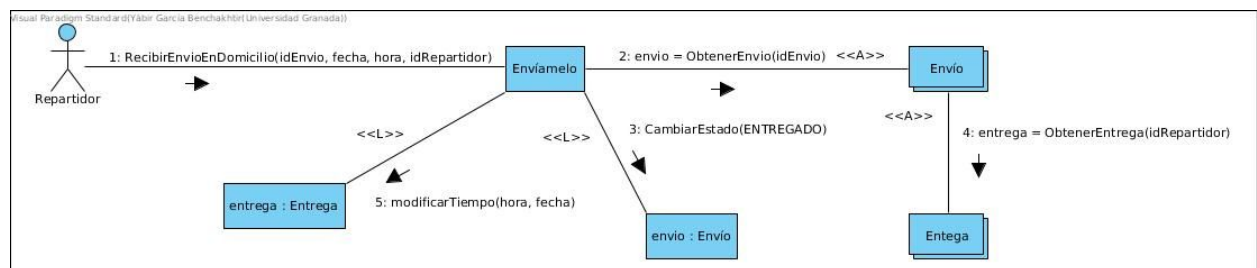 Visual Paradigm Standard(Yábir García Benchakhtir(Universidad Granada))
1: RecibirEnvioEnDomicilio(idEnvio, fecha, hora, idRepartidor)
Envíamelo
2: envio = ObtenerEnvio(idEnvio) <<A>>
Envío
Repartidor
<<L>>
<<L>>
3: CambiarEstado(ENTREGADO)
<<A>>
4: entrega = ObtenerEntrega(idRepartidor)
entrega : Entrega
5: modificarTiempo(hora, fecha)
envio : Envío
Entega